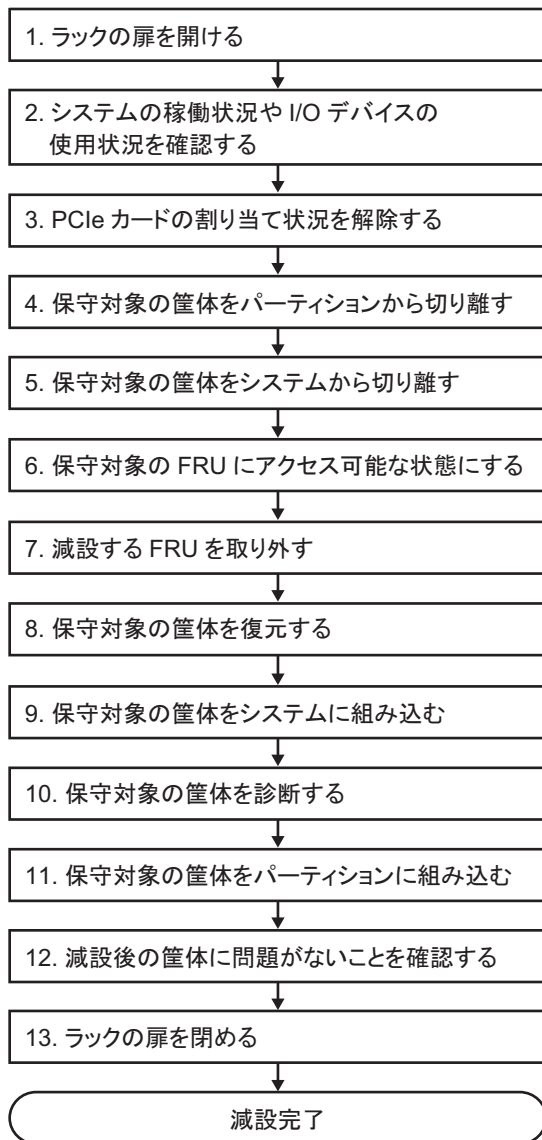 1. ラックの扉を開ける
2. システムの稼働状況や I/O デバイスの
使用状況を確認する
3. PCIe カードの割り当て状況を解除する
4. 保守対象の筐体をパーティションから切り離す
5. 保守対象の筐体をシステムから切り離す
6. 保守対象の FRU にアクセス可能な状態にする
7. 減設する FRU を取り外す
8. 保守対象の筐体を復元する
9. 保守対象の筐体をシステムに組み込む
10. 保守対象の筐体を診断する
11. 保守対象の筐体をパーティションに組み込む
12. 減設後の筐体に問題がないことを確認する
13. ラックの扉を閉める
減設完了